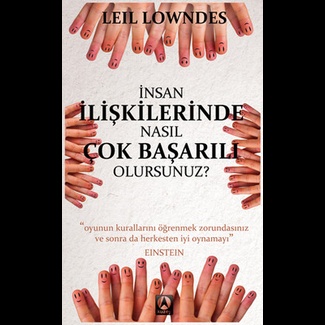 LEIL LOWNDES
İNSAN
İLİŞKİLERİNDE
NASIL
ÇOK BAŞARILI
OLURSUNUZ?
“oyunun kurallarını öğrenmek zorundasınız
ve sonra da herkesten iyi oynamayı”
EINSTEIN